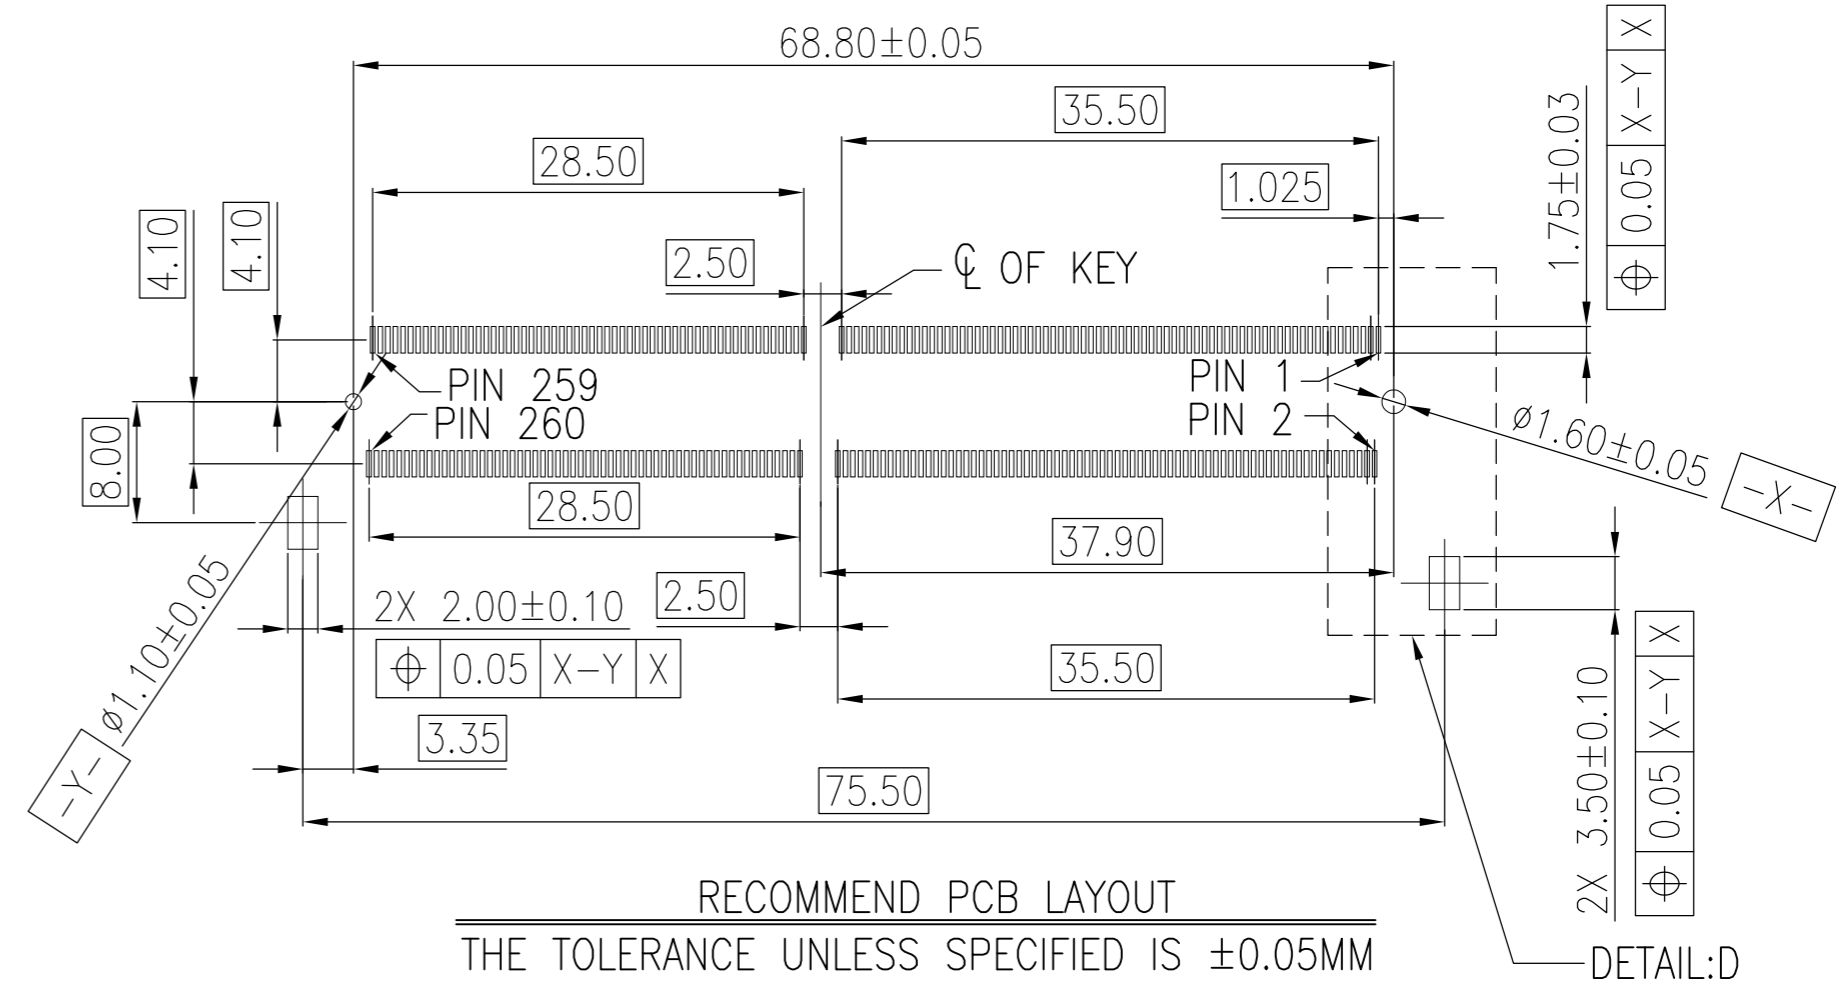 68.80±0.05
35.50
28.50
1.025
2.50
℄ OF KEY
4.10
4.10
1.75±0.03
⌖ 0.05 X-Y X
PIN 259
PIN 260
PIN 1
PIN 2
8.00
ø1.60±0.05 -X-
28.50
37.90
ø1.10±0.05 -Y-
2X 2.00±0.10
⌖ 0.05 X-Y X
2.50
35.50
3.35
75.50
2X 3.50±0.10
⌖ 0.05 X-Y X
RECOMMEND PCB LAYOUT
THE TOLERANCE UNLESS SPECIFIED IS ±0.05MM
DETAIL:D